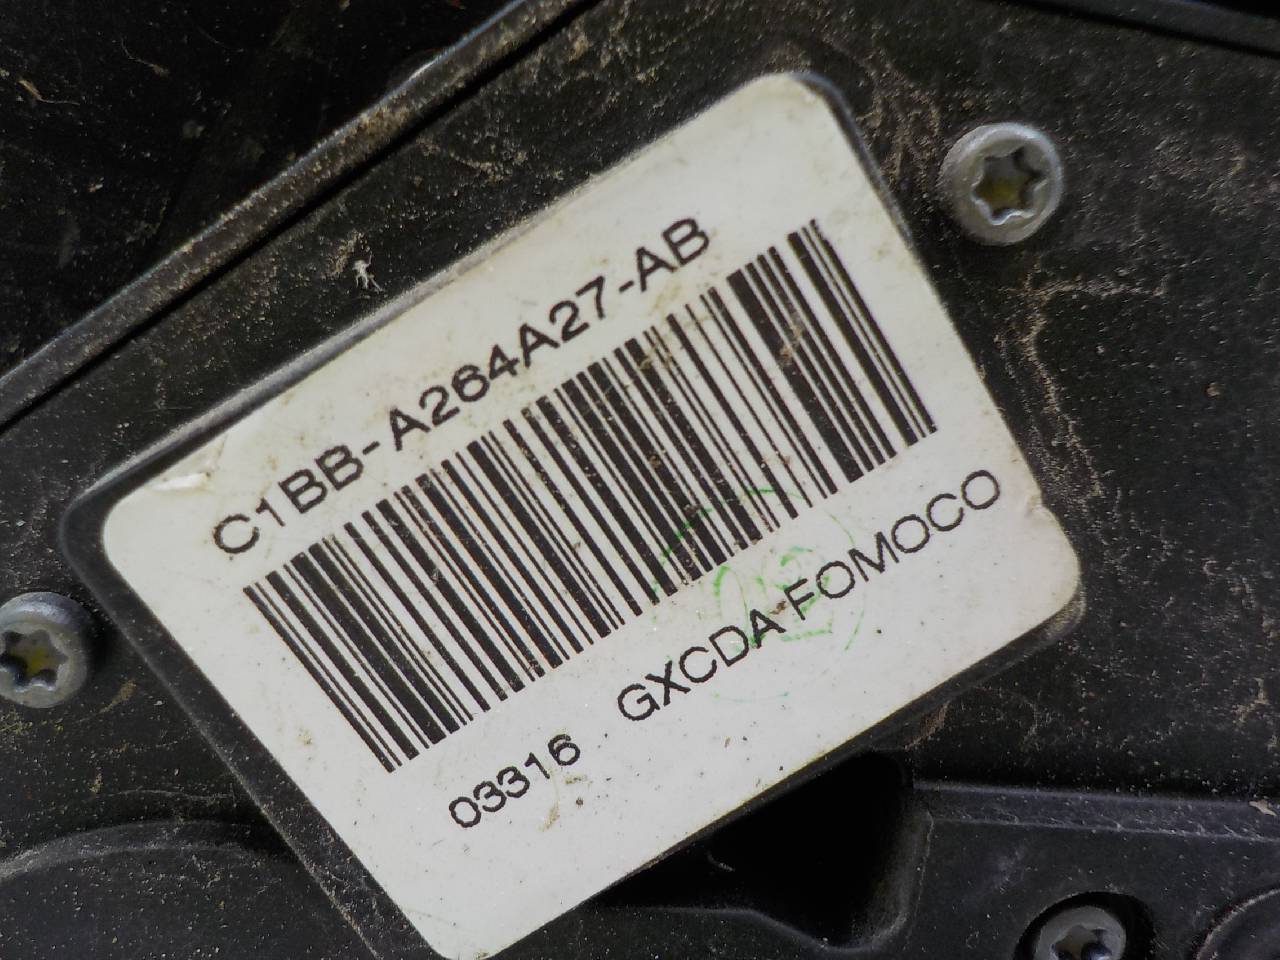 C1BB-A264A27-AB
03316 GXCDA FOMOCO